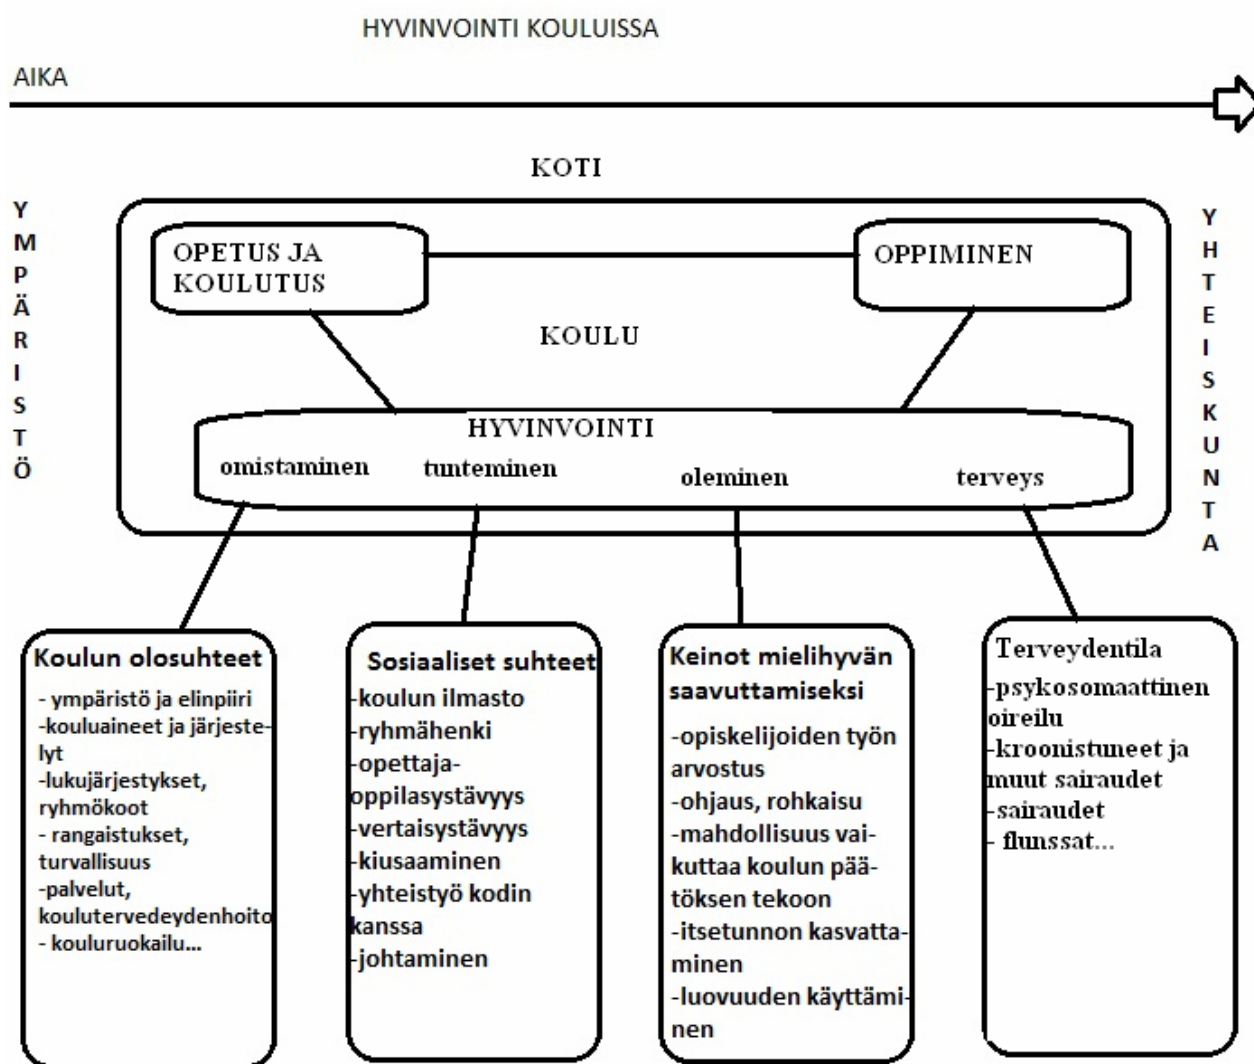 HYVINVOINTI KOULUISSA
AIKA
KOTI
YMPÄRISTÖ
YHTEISKUNTA
OPETUS JA
KOULUTUS
OPPIMINEN
KOULU
HYVINVOINTI
omistaminen
tunteminen
oleminen
terveys
Koulun olosuhteet
- ympäristö ja elinpiiri
-kouluaineet ja järjeste-
lyt
-lukujärjestykset,
ryhmökoot
- rangaistukset,
turvallisuus
-palvelut,
koulutervedeydenhoito
- kouluruokailu...
Sosiaaliset suhteet
-koulun ilmasto
-ryhmähenki
-opettaja-
oppilasystävyys
-vertaisystävyys
-kiusaaminen
-yhteistyö kodin
kanssa
-johtaminen
Keinot mielihyvän
saavuttamiseksi
-opiskelijoiden työn
arvostus
-ohjaus, rohkaisu
-mahdollisuus vai-
kuttaa koulun pää-
töksen tekoon
-itsetunnon kasvatta-
minen
-luovuuden käyttämi-
nen
Terveydentila
-psykosomaattinen
oireilu
-kroonistuneet ja
muut sairaudet
-sairaudet
- flunssat...